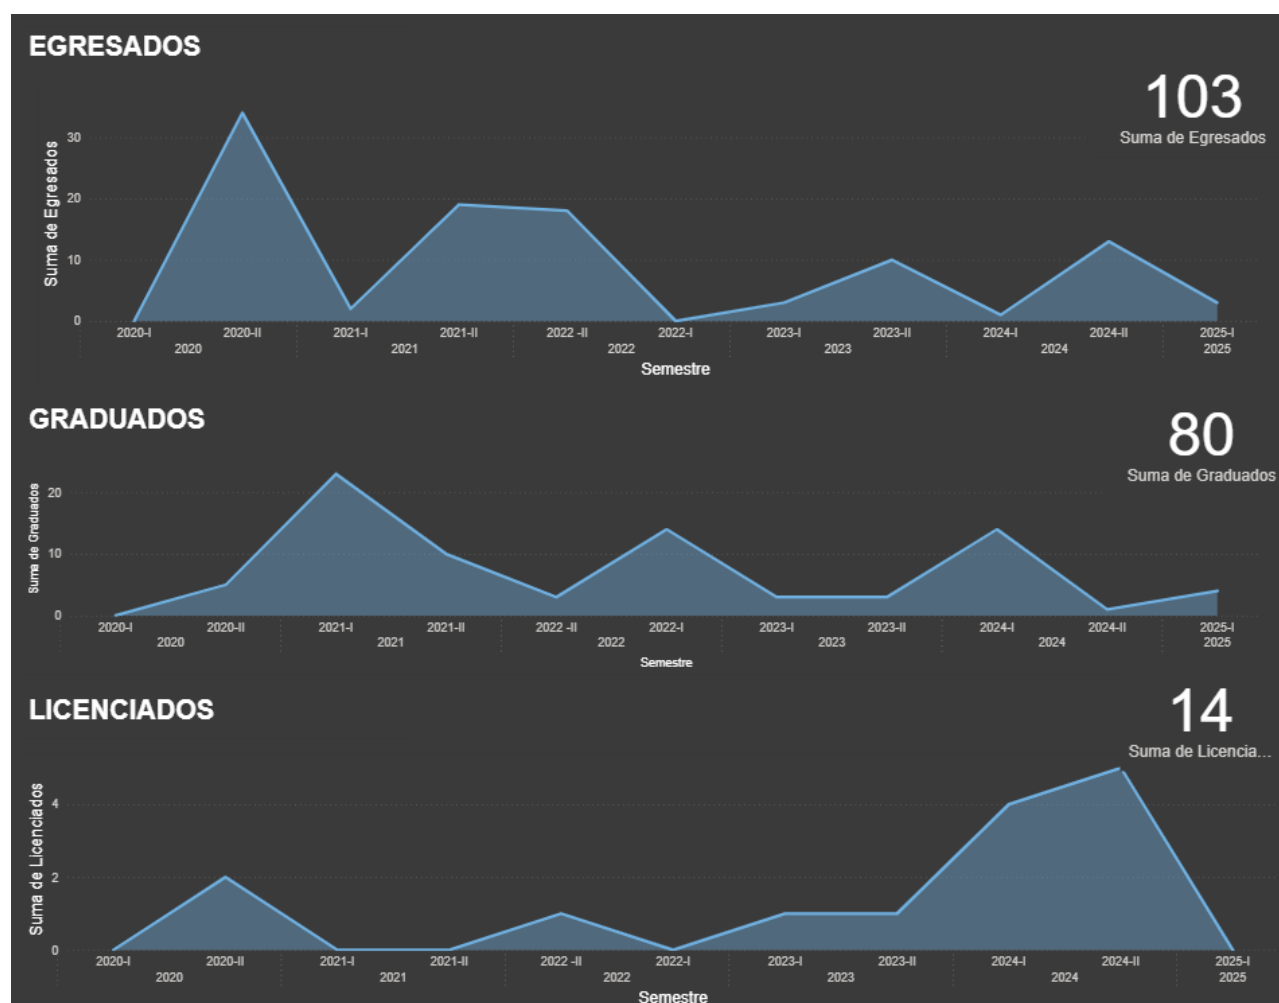 EGRESADOS
103
Suma de Egresados
Suma de Egresados
30
20
10
0
2020-I 2020-II 2021-I 2021-II 2022 -II 2022-I 2023-I 2023-II 2024-I 2024-II 2025-I
2020 2021 2022 2023 2024 2025
Semestre
GRADUADOS
80
Suma de Graduados
Suma de Graduados
20
10
0
2020-I 2020-II 2021-I 2021-II 2022 -II 2022-I 2023-I 2023-II 2024-I 2024-II 2025-I
2020 2021 2022 2023 2024 2025
Semestre
LICENCIADOS
14
Suma de Licencia...
Suma de Licenciados
4
2
0
2020-I 2020-II 2021-I 2021-II 2022 -II 2022-I 2023-I 2023-II 2024-I 2024-II 2025-I
2020 2021 2022 2023 2024 2025
Semestre